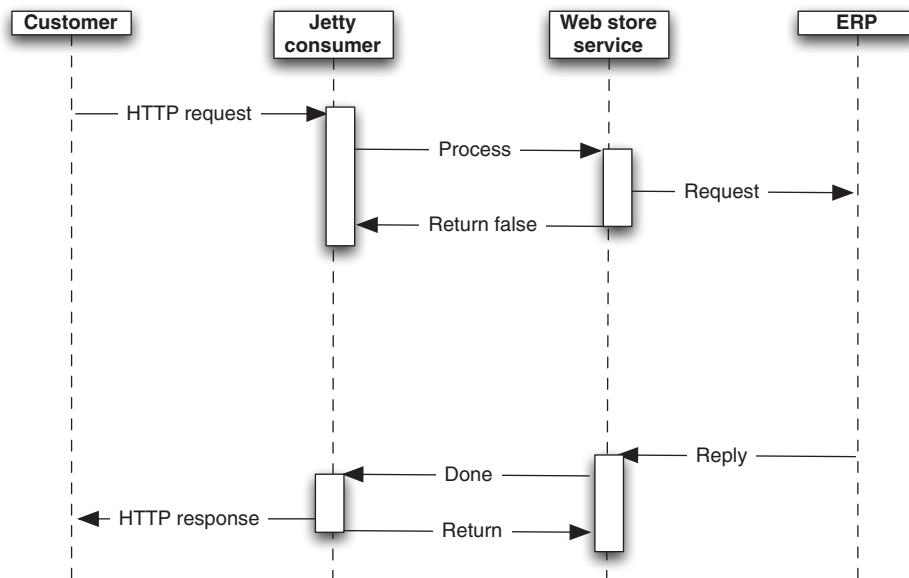 Customer
Jetty
consumer
Web store
service
ERP
HTTP request
Process
Request
Return false
Reply
Done
HTTP response
Return